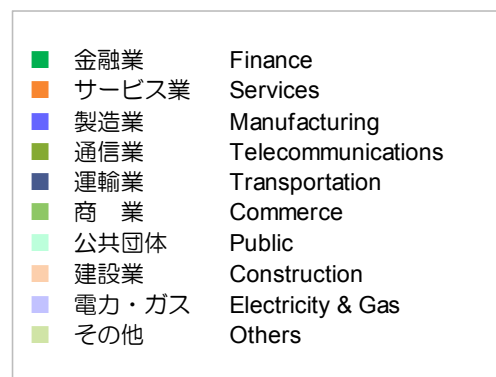 金融業 Finance
サービス業 Services
製造業 Manufacturing
通信業 Telecommunications
運輸業 Transportation
商　業 Commerce
公共団体 Public
建設業 Construction
電力・ガス Electricity & Gas
その他 Others